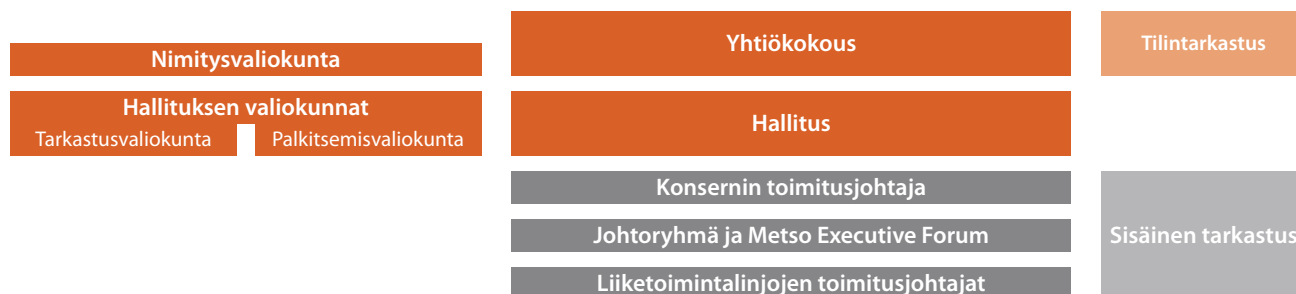 Nimitysvaliokunta
Hallituksen valiokunnat
Tarkastusvaliokunta
Palkitsemisvaliokunta
Yhtiökokous
Hallitus
Konsernin toimitusjohtaja
Johtoryhmä ja Metso Executive Forum
Liiketoimintalinjojen toimitusjohtajat
Tilintarkastus
Sisäinen tarkastus